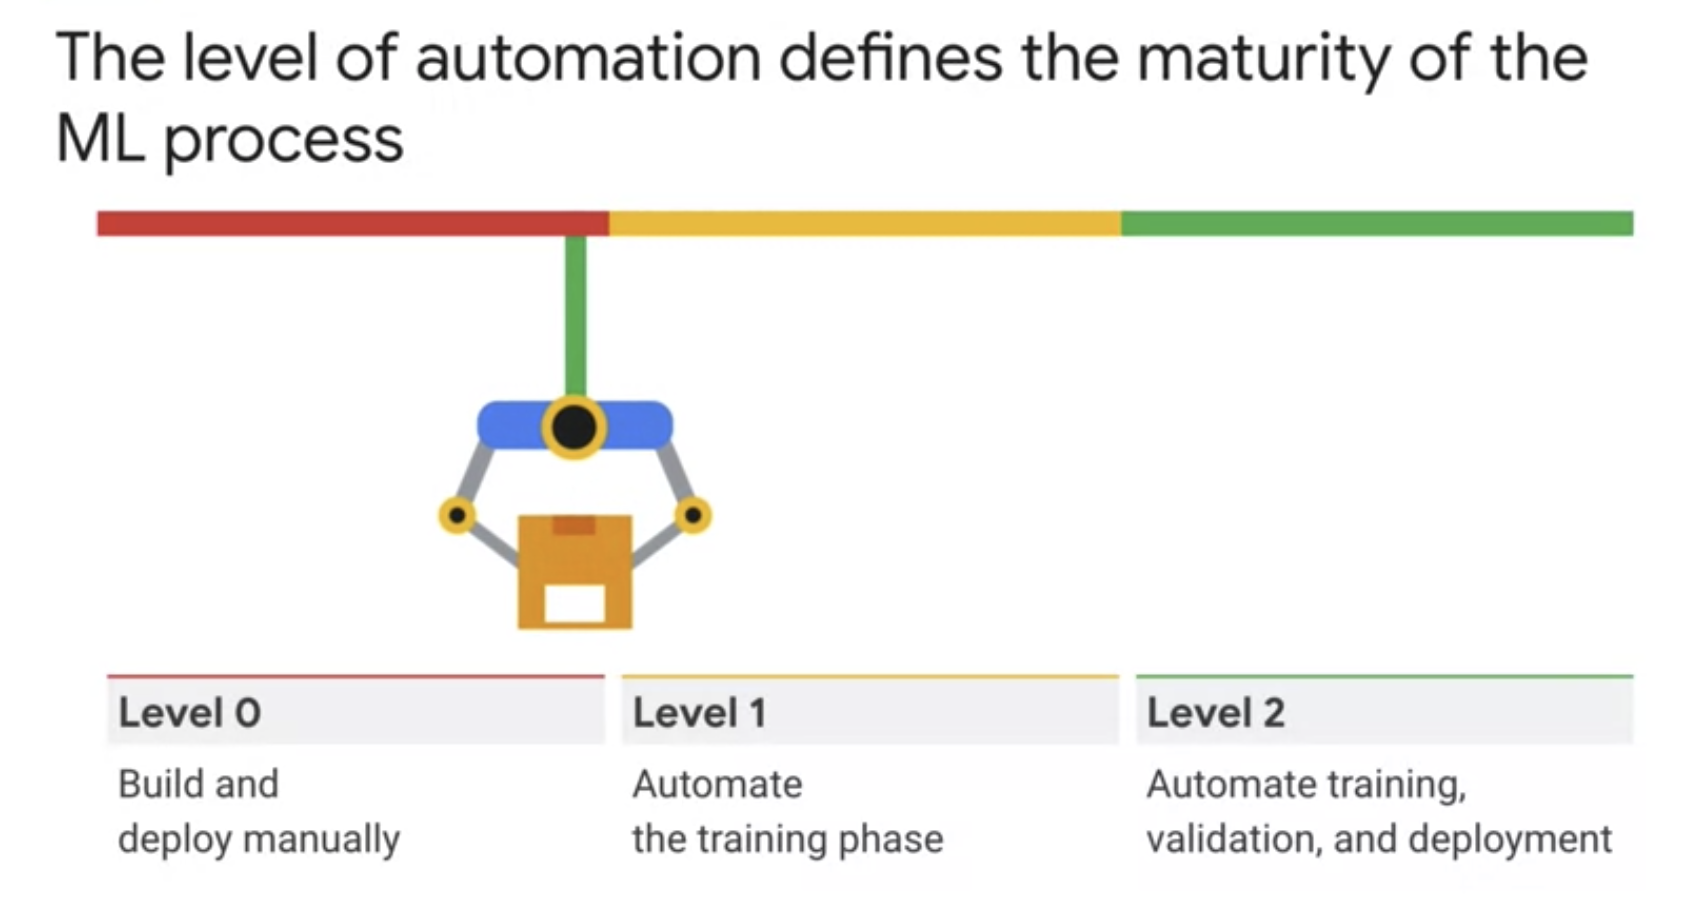 The level of automation defines the maturity of the
ML process
Level 0
Build and
deploy manually
Level 1
Automate
the training phase
Level 2
Automate training,
validation, and deployment